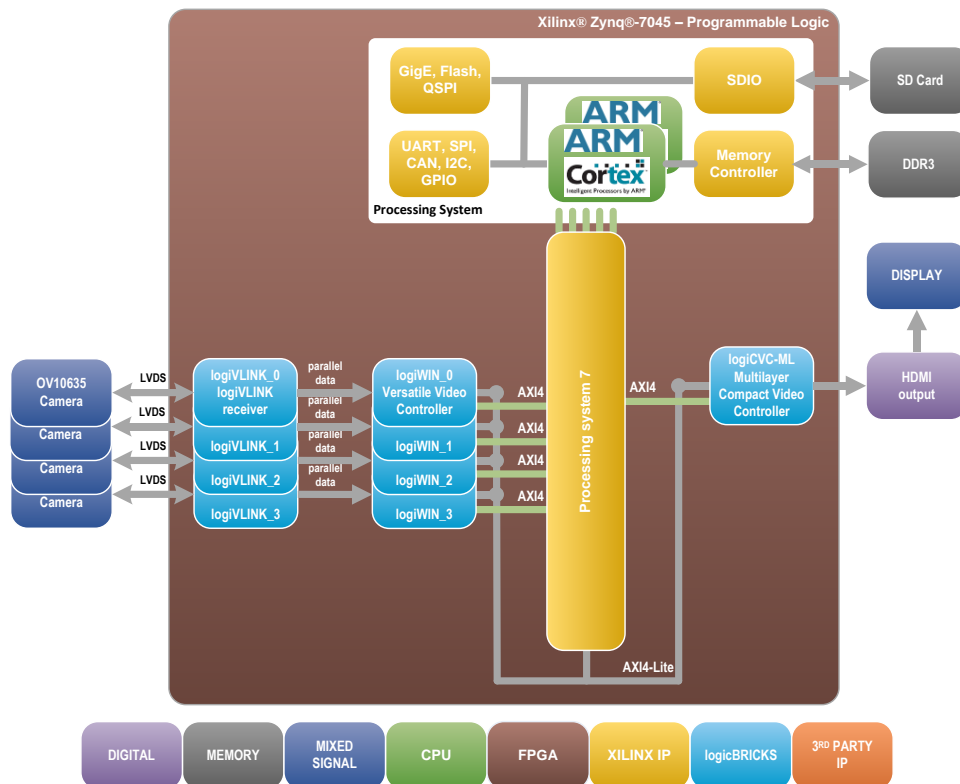 Xilinx® Zynq®-7045 – Programmable Logic
GigE, Flash,
QSPI
SDIO
SD Card
ARM
ARM
Cortex™
Intelligent Processors by ARM®
UART, SPI,
CAN, I2C,
GPIO
Memory
Controller
DDR3
Processing System
DISPLAY
OV10635
Camera
LVDS
logiVLINK_0
logiVLINK
receiver
parallel
data
logiWIN_0
Versatile Video
Controller
AXI4
Processing system 7
AXI4
logiCVC-ML
Multilayer
Compact Video
Controller
HDMI
output
Camera
LVDS
logiVLINK_1
parallel
data
logiWIN_1
AXI4
Camera
LVDS
logiVLINK_2
parallel
data
logiWIN_2
AXI4
Camera
LVDS
logiVLINK_3
parallel
data
logiWIN_3
AXI4
AXI4-Lite
DIGITAL
MEMORY
MIXED
SIGNAL
CPU
FPGA
XILINX IP
logicBRICKS
3RD PARTY
IP